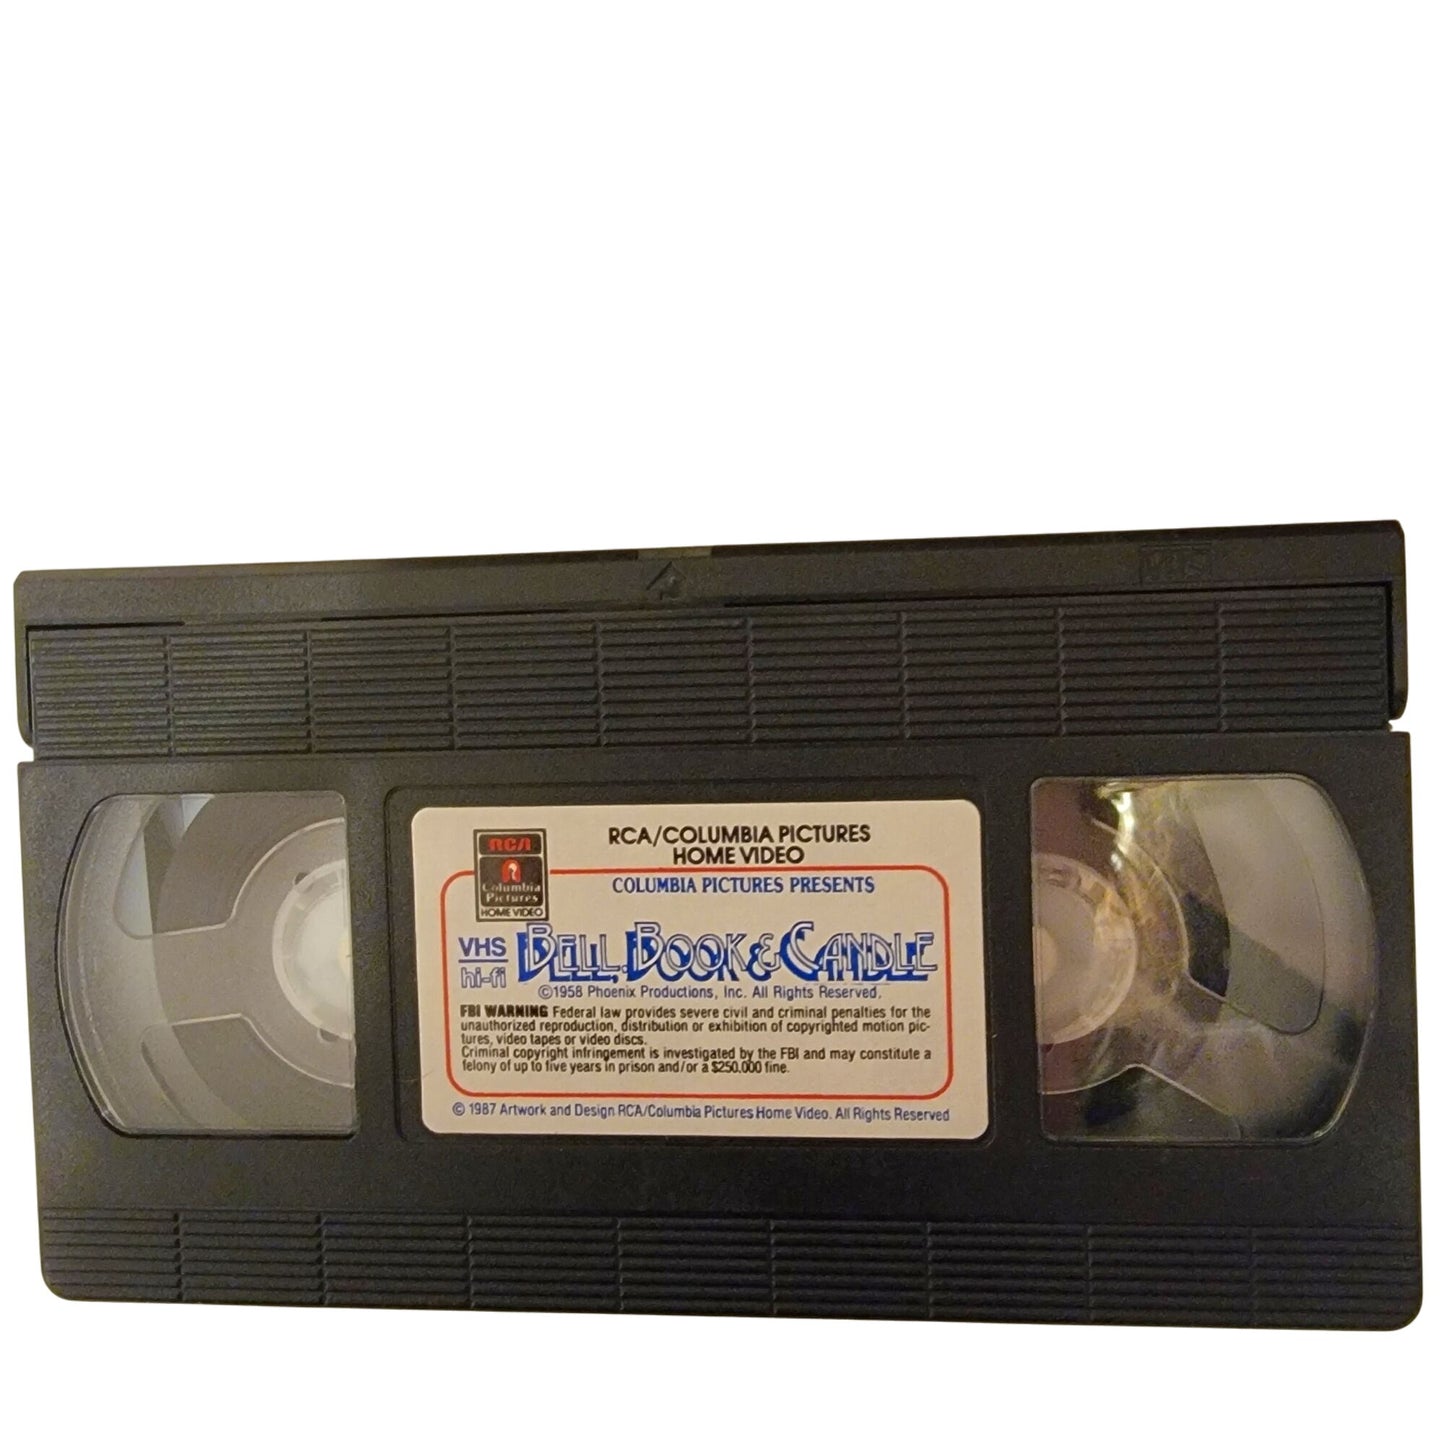 VHS
RCA
Columbia
Pictures
HOME VIDEO
RCA/COLUMBIA PICTURES
HOME VIDEO
COLUMBIA PICTURES PRESENTS
VHS
hi-fi
BELL, BOOK & CANDLE
©1958 Phoenix Productions, Inc. All Rights Reserved.
FBI WARNING Federal law provides severe civil and criminal penalties for the
unauthorized reproduction, distribution or exhibition of copyrighted motion pic-
tures, video tapes or video discs.
Criminal copyright infringement is investigated by the FBI and may constitute a
felony of up to five years in prison and/or a $250.000 fine.
© 1987 Artwork and Design RCA/Columbia Pictures Home Video. All Rights Reserved